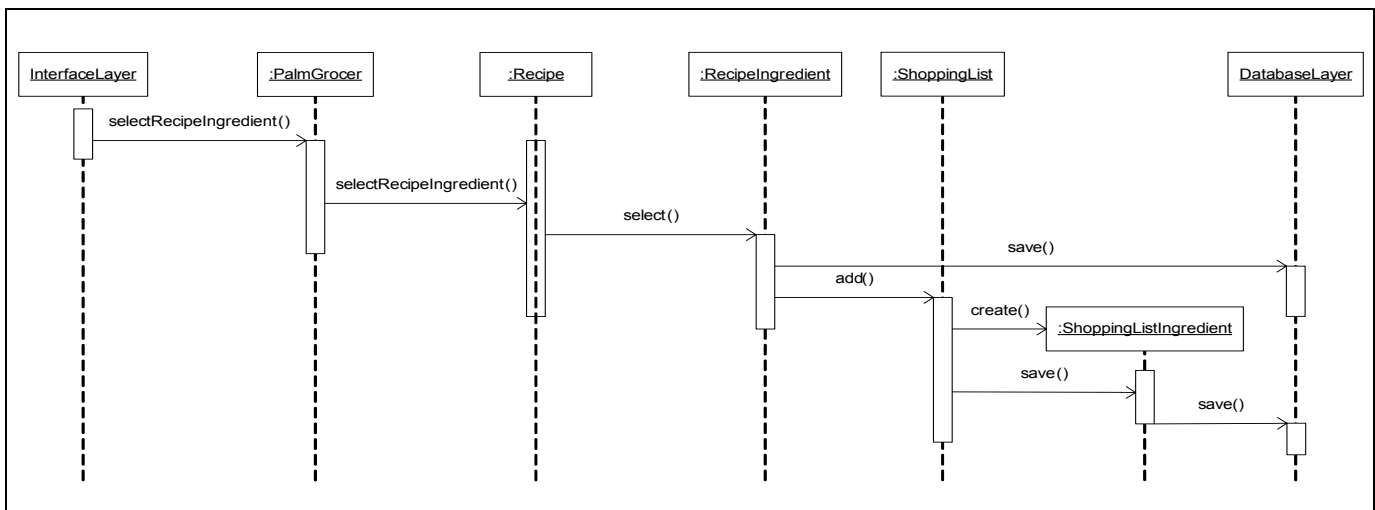 InterfaceLayer
:PalmGrocer
:Recipe
:RecipeIngredient
:ShoppingList
DatabaseLayer
selectRecipeIngredient()
selectRecipeIngredient()
select()
save()
add()
create()
:ShoppingListIngredient
save()
save()